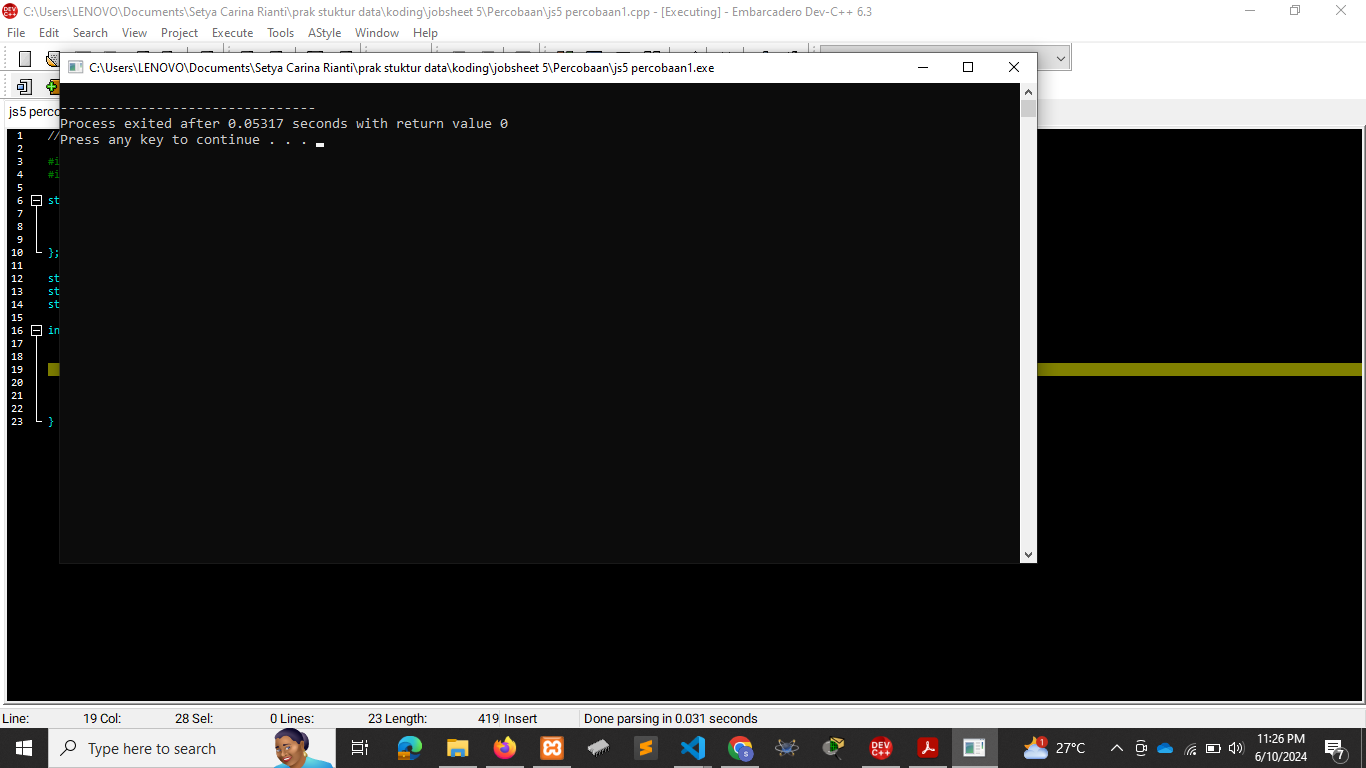 C:\Users\LENOVO\Documents\Setya Carina Rianti\prak stuktur data\koding\jobsheet 5\Percobaan\js5 percobaan1.cpp - [Executing] - Embarcadero Dev-C++ 6.3
File Edit Search View Project Execute Tools AStyle Window Help
C:\Users\LENOVO\Documents\Setya Carina Rianti\prak stuktur data\koding\jobsheet 5\Percobaan\js5 percobaan1.exe
js5 perco
--------------------------------
Process exited after 0.05317 seconds with return value 0
Press any key to continue . . .
1 //
2
3 #i
4 #i
5
6 st
7
8
9
10 };
11
12 st
13 st
14 st
15
16 in
17
18
19
20
21
22
23 }
Line: 19 Col: 28 Sel: 0 Lines: 23 Length: 419 Insert Done parsing in 0.031 seconds
Type here to search
DEV C++
1
27°C
11:26 PM
6/10/2024
7